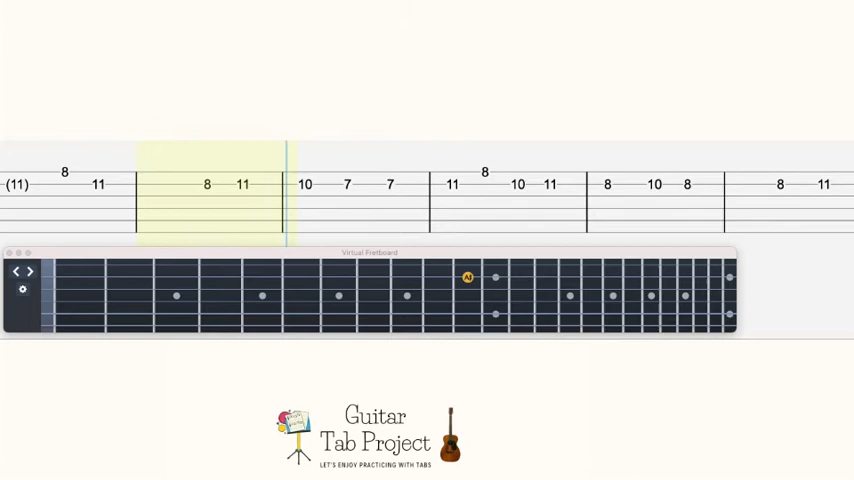 8 8
(11) 11 8 11 10 7 7 11 10 11 8 10 8 8 11
Virtual Fretboard
A♯
Guitar
Tab Project
LET'S ENJOY PRACTICING WITH TABS